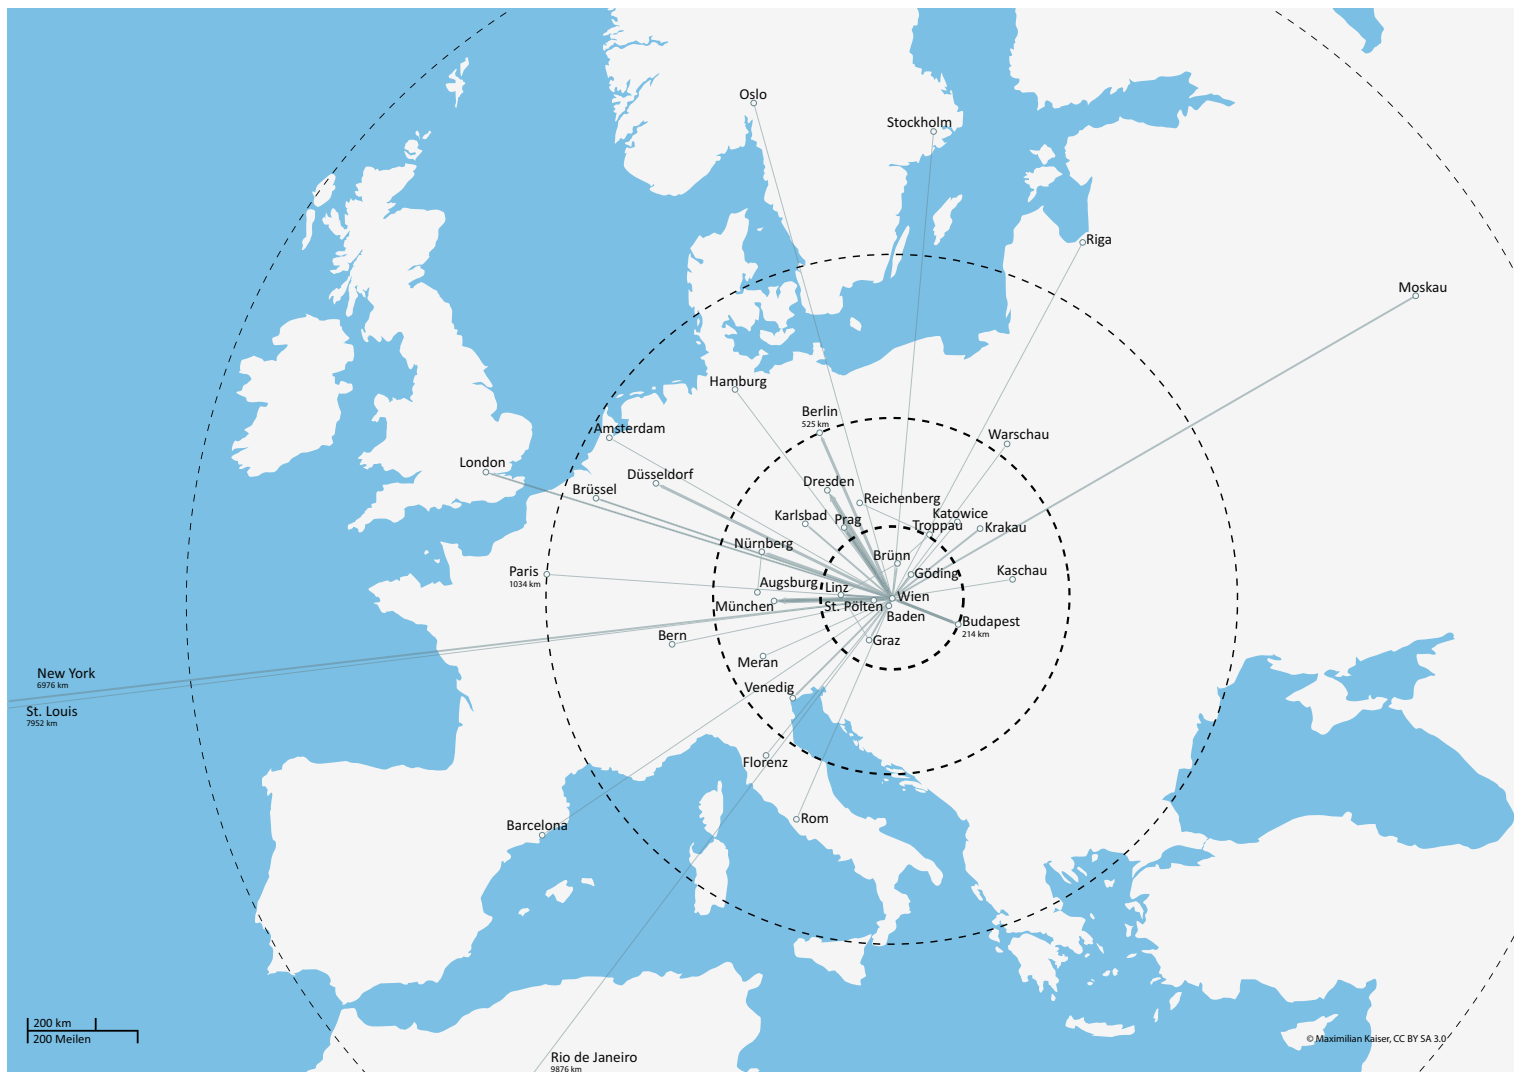 Oslo
Stockholm
Riga
Moskau
Hamburg
Berlin
525 km
Amsterdam
Warschau
London
Düsseldorf
Brüssel
Dresden
Reichenberg
Karlsbad
Prag
Katowice
Troppau
Krakau
Nürnberg
Brünn
Paris
1034 km
Göding
Kaschau
Augsburg
Linz
München
St. Pölten
Wien
Baden
Budapest
214 km
Bern
Graz
Meran
New York
6976 km
Venedig
St. Louis
7952 km
Florenz
Barcelona
Rom
200 km
200 Meilen
© Maximilian Kaiser, CC BY SA 3.0
Rio de Janeiro
9876 km